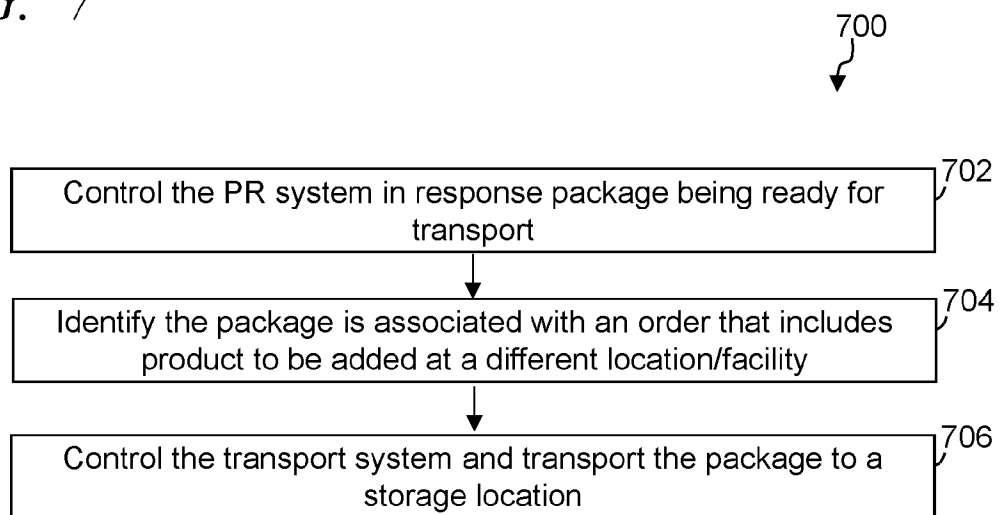 700
702
Control the PR system in response package being ready for
transport
704
Identify the package is associated with an order that includes
product to be added at a different location/facility
706
Control the transport system and transport the package to a
storage location